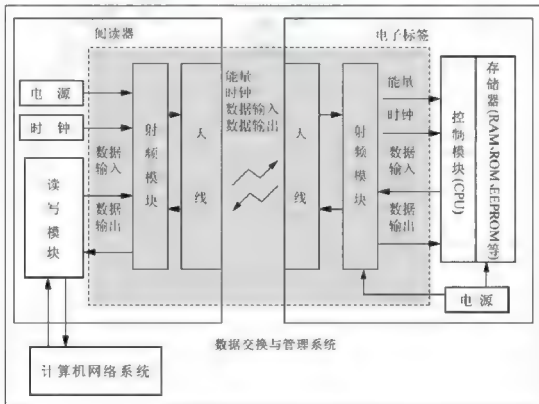 阅读器
电子标签
电 源
时 钟
数据
输入
数据
输出
读写模块
射频模块
天线
能量
时钟
数据输入
数据输出
天线
射频模块
能量
时钟
数据
输入
数据
输出
控制模块(CPU)
存储器(RAM、ROM、EEPROM等)
电 源
数据交换与管理系统
计算机网络系统